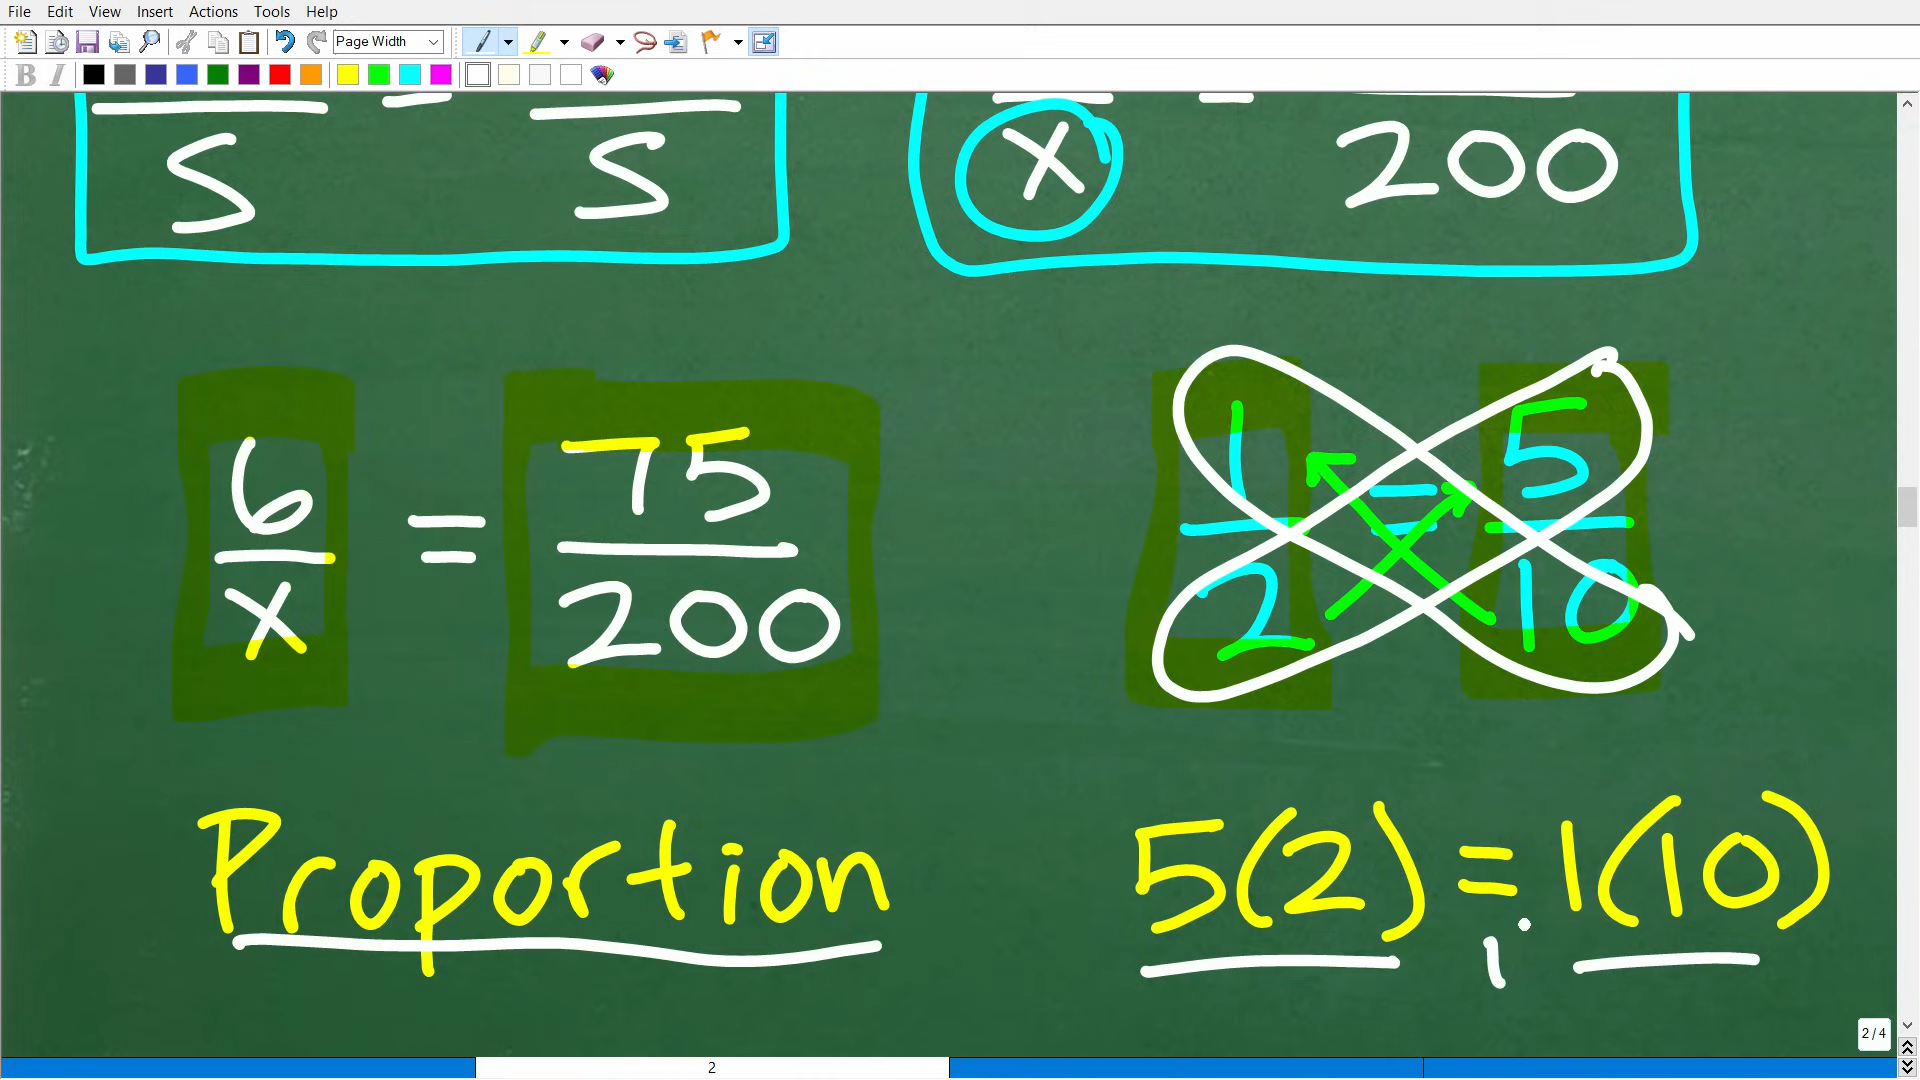 File Edit View Insert Actions Tools Help
Page Width
B I
S = S
x = 200
6/x = 75/200
1/2 = 5/10
Proportion
5(2) = 1(10)
2 / 4
2